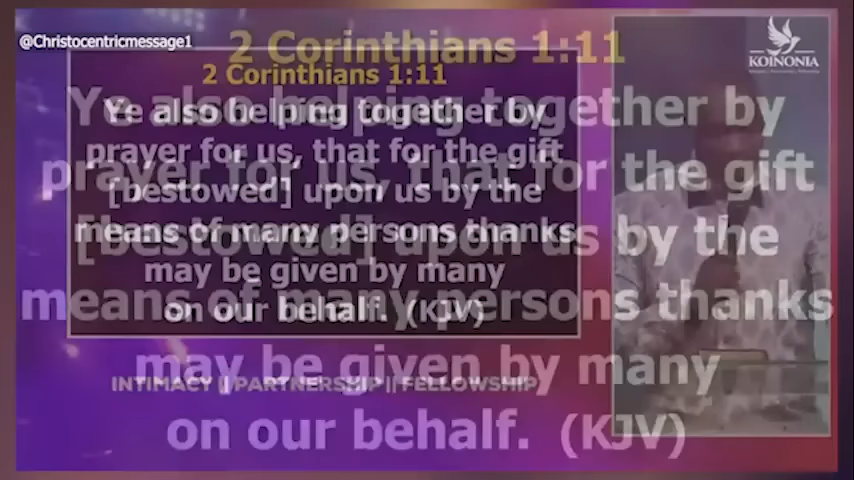 @Christocentricmessage1
KOINONIA
2 Corinthians 1:11
Ye also helping together by
prayer for us, that for the gift
[bestowed] upon us by the
means of many persons thanks
may be given by many
on our behalf. (KJV)
2 Corinthians 1:11
Ye also helping together by
prayer for us, that for the gift
[bestowed] upon us by the
means of many persons thanks
may be given by many
on our behalf. (KJV)
INTIMACY || PARTNERSHIP || FELLOWSHIP